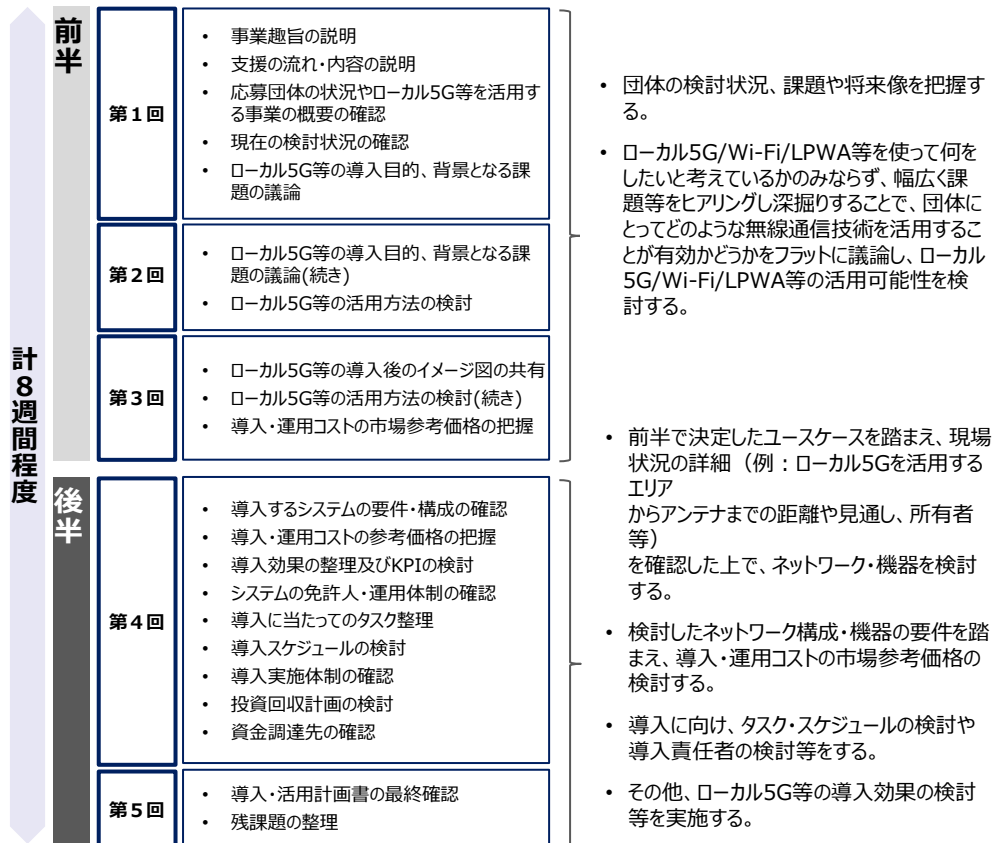 計8週間程度
前半
第1回
• 事業趣旨の説明
• 支援の流れ・内容の説明
• 応募団体の状況やローカル5G等を活用す
る事業の概要の確認
• 現在の検討状況の確認
• ローカル5G等の導入目的、背景となる課
題の議論
第2回
• ローカル5G等の導入目的、背景となる課
題の議論(続き)
• ローカル5G等の活用方法の検討
第3回
• ローカル5G等の導入後のイメージ図の共有
• ローカル5G等の活用方法の検討(続き)
• 導入・運用コストの市場参考価格の把握
• 団体の検討状況、課題や将来像を把握す
る。
• ローカル5G/Wi-Fi/LPWA等を使って何を
したいと考えているかのみならず、幅広く課
題等をヒアリングし深掘りすることで、団体に
とってどのような無線通信技術を活用するこ
とが有効かどうかをフラットに議論し、ローカル
5G/Wi-Fi/LPWA等の活用可能性を検
討する。
後半
第4回
• 導入するシステムの要件・構成の確認
• 導入・運用コストの参考価格の把握
• 導入効果の整理及びKPIの検討
• システムの免許人・運用体制の確認
• 導入に当たってのタスク整理
• 導入スケジュールの検討
• 導入実施体制の確認
• 投資回収計画の検討
• 資金調達先の確認
第5回
• 導入・活用計画書の最終確認
• 残課題の整理
• 前半で決定したユースケースを踏まえ、現場
状況の詳細（例：ローカル5Gを活用する
エリア
からアンテナまでの距離や見通し、所有者
等）
を確認した上で、ネットワーク・機器を検討
する。
• 検討したネットワーク構成・機器の要件を踏
まえ、導入・運用コストの市場参考価格の
検討する。
• 導入に向け、タスク・スケジュールの検討や
導入責任者の検討等をする。
• その他、ローカル5G等の導入効果の検討
等を実施する。